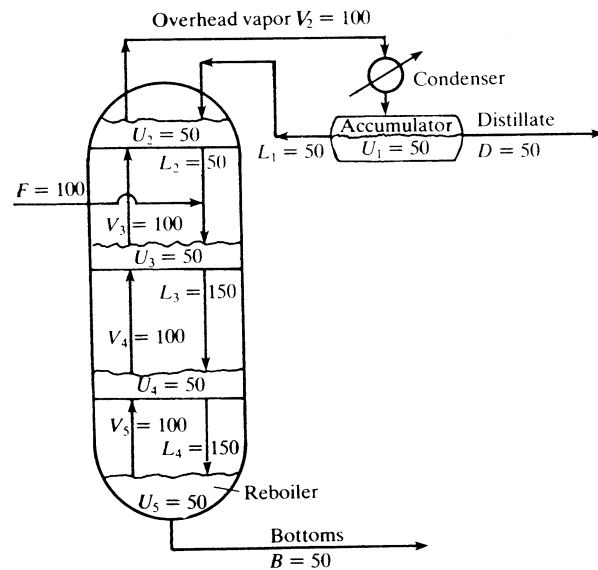 Overhead vapor V₂ = 100
Condenser
Accumulator
U₁ = 50
Distillate
D = 50
L₁ = 50
U₂ = 50
L₂ = 50
F = 100
V₃ = 100
U₃ = 50
L₃ = 150
V₄ = 100
U₄ = 50
V₅ = 100
L₄ = 150
Reboiler
U₅ = 50
Bottoms
B = 50